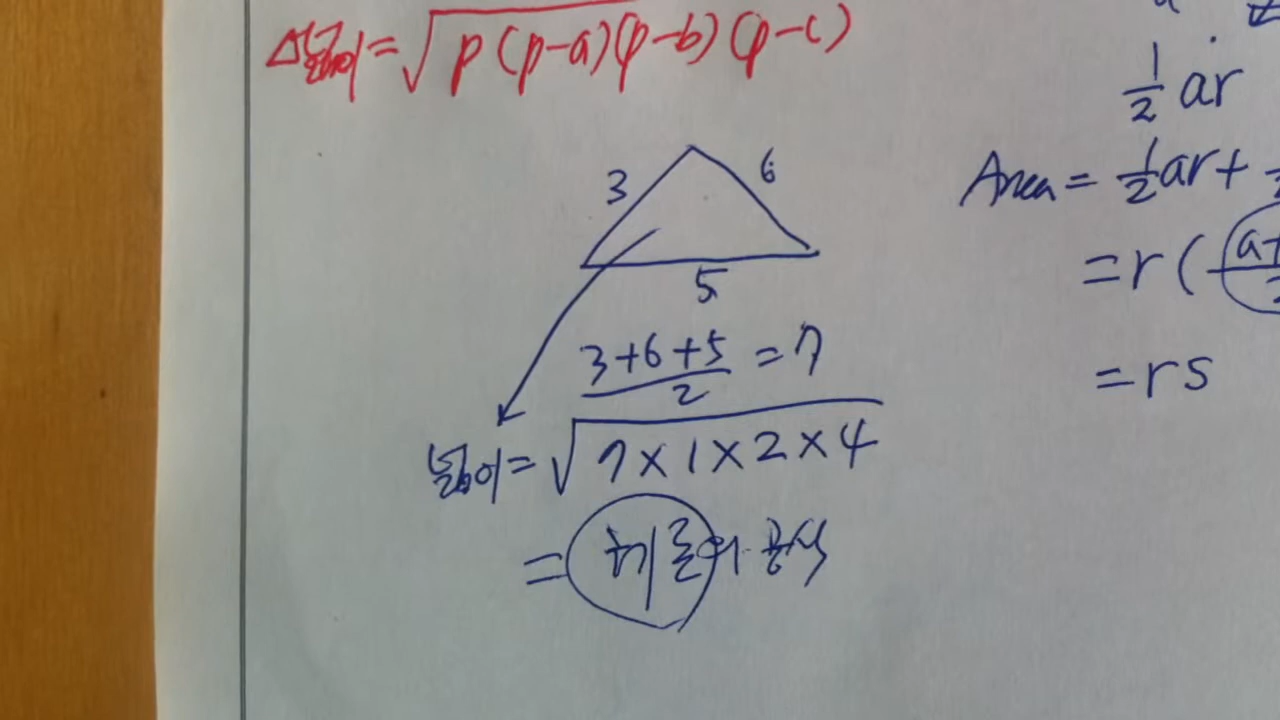 △넓이=√p(p-a)(p-b)(p-c)
3
6
5
3+6+5/2 = 7
넓이=√7×1×2×4
= 헤론의 공식
1/2 ar
Area = 1/2 ar +
= r (a+
= rs